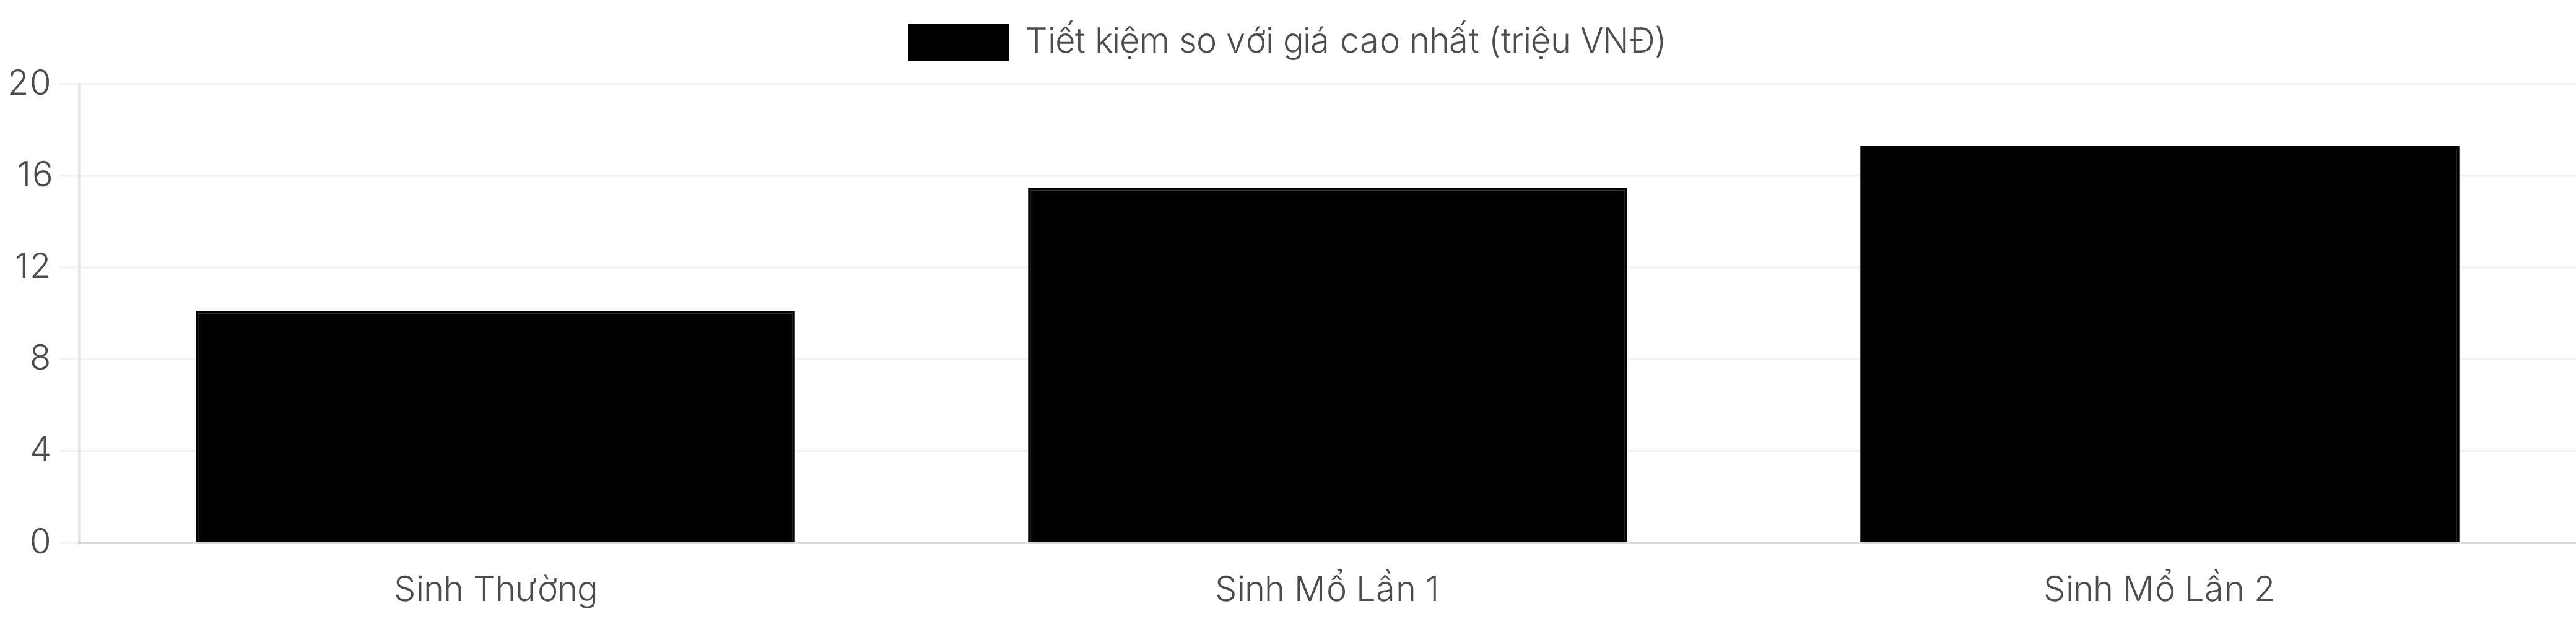 Tiết kiệm so với giá cao nhất (triệu VNĐ)
20
16
12
8
4
0
Sinh Thường
Sinh Mổ Lần 1
Sinh Mổ Lần 2